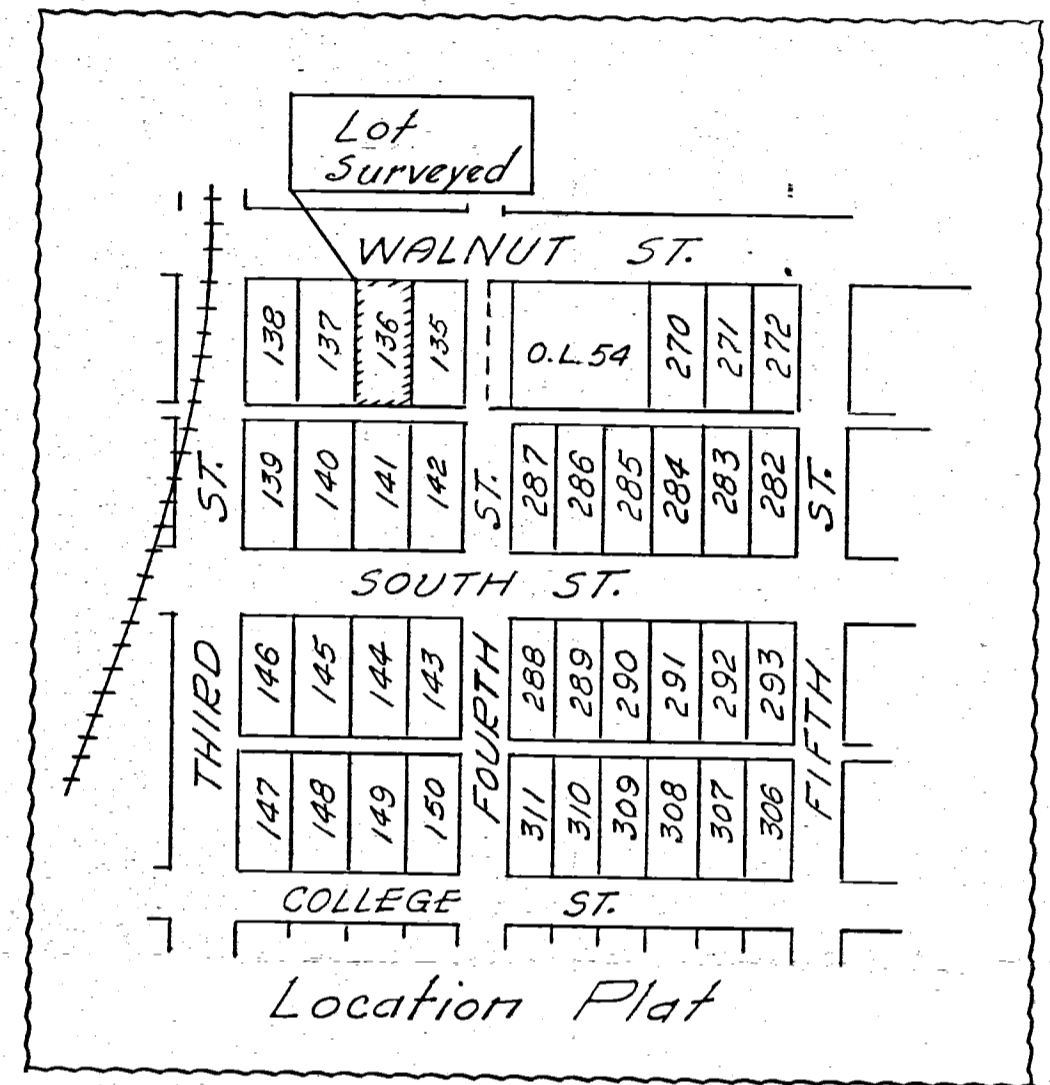 Lot
Surveyed
WALNUT ST.
138 137 136 135 O.L.54 270 271 272
139 140 141 142 287 286 285 284 283 282
ST. ST. ST.
SOUTH ST.
146 145 144 143 288 289 290 291 292 293
THIRD FOURTH FIFTH
147 148 149 150 311 310 309 308 307 306
COLLEGE ST.
Location Plat